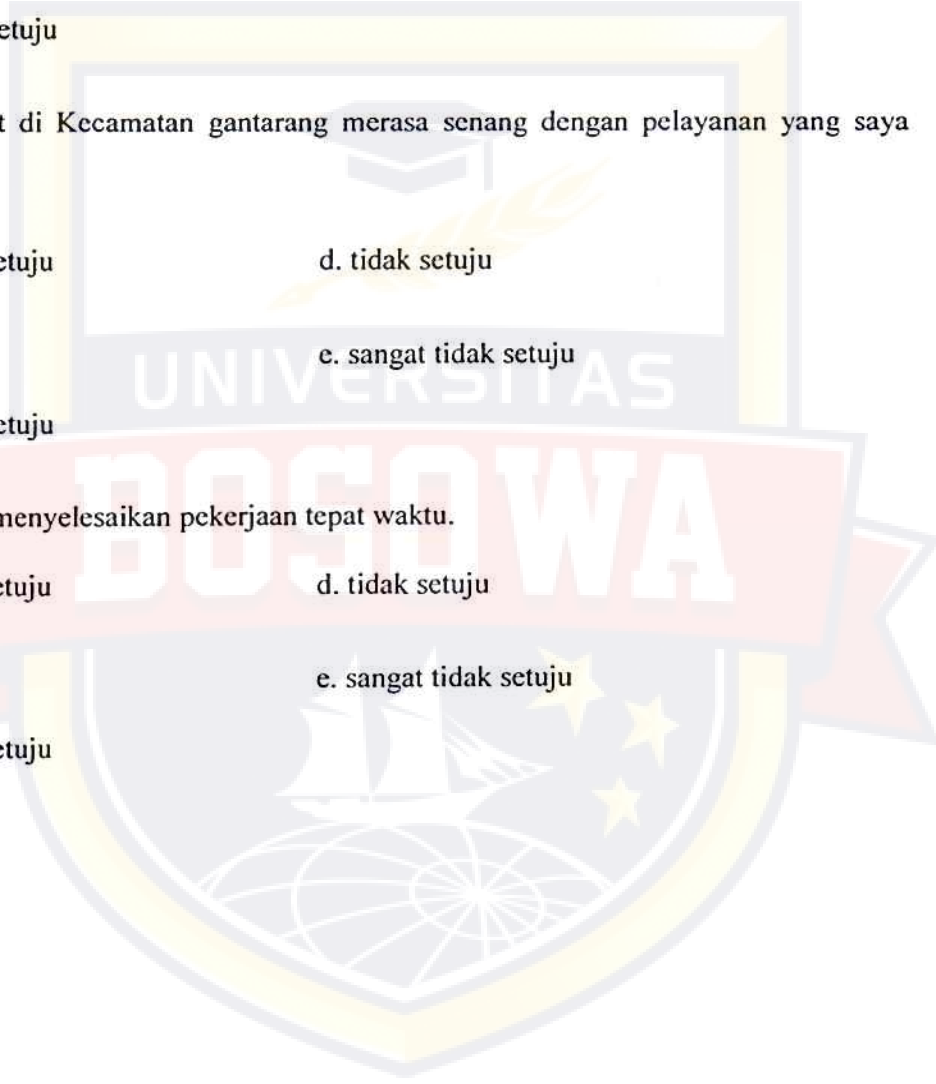 etuju
t di Kecamatan gantarang merasa senang dengan pelayanan yang saya
etuju d. tidak setuju
UNIVERSITAS
e. sangat tidak setuju
etuju
BOSOWA
menyelesaikan pekerjaan tepat waktu.
etuju d. tidak setuju
e. sangat tidak setuju
etuju